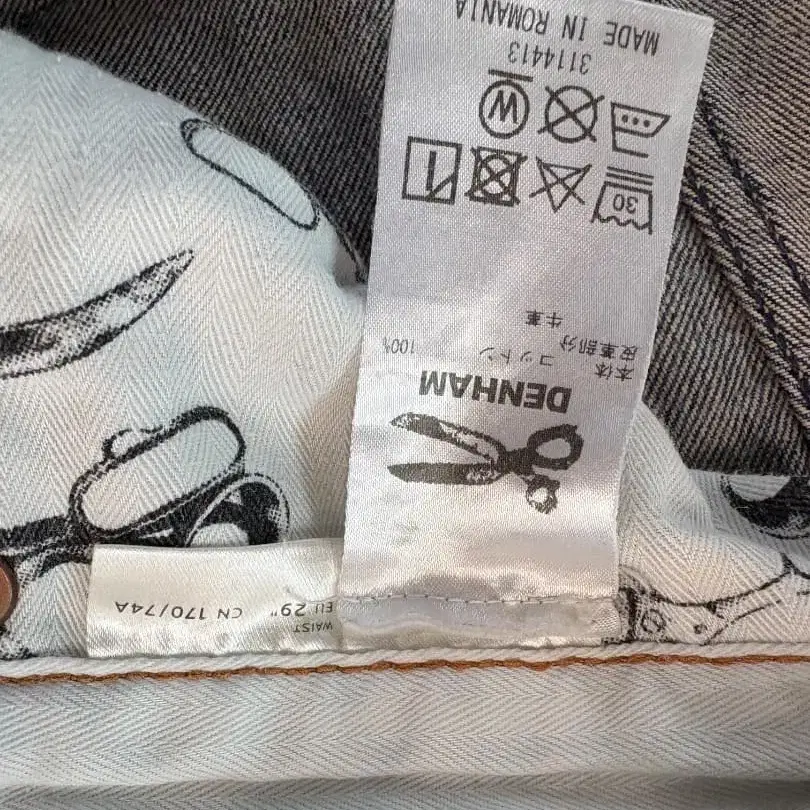 WAIST
EU 29" CN 170/74A
DENHAM
本体 コットン 100%
皮革部分 牛革
30
W
3114413
MADE IN ROMANIA